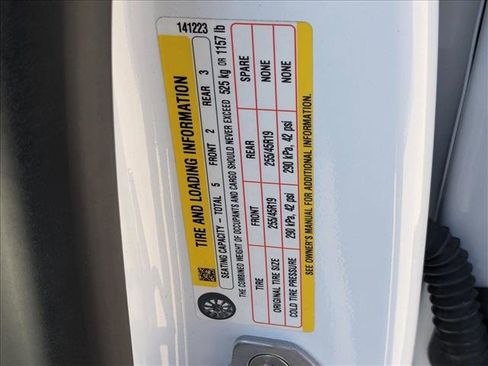 141223
TIRE AND LOADING INFORMATION
SEATING CAPACITY - TOTAL 5 FRONT 2 REAR 3
THE COMBINED WEIGHT OF OCCUPANTS AND CARGO SHOULD NEVER EXCEED 525 kg OR 1157 lb
TIRE FRONT REAR SPARE
ORIGINAL TIRE SIZE 255/45R19 255/45R19 NONE
COLD TIRE PRESSURE 290 kPa, 42 psi 290 kPa, 42 psi NONE
SEE OWNER'S MANUAL FOR ADDITIONAL INFORMATION.